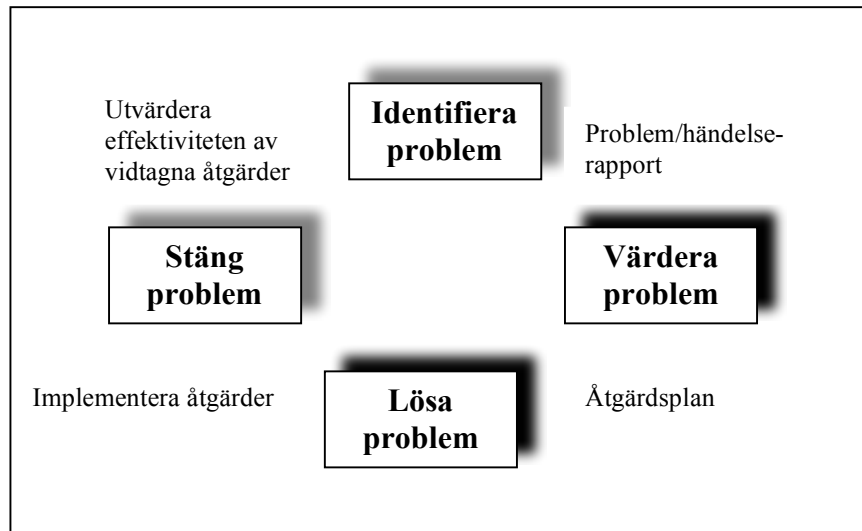 Identifiera
problem
Utvärdera
effektiviteten av
vidtagna åtgärder
Problem/händelse-
rapport
Stäng
problem
Värdera
problem
Implementera åtgärder
Lösa
problem
Åtgärdsplan